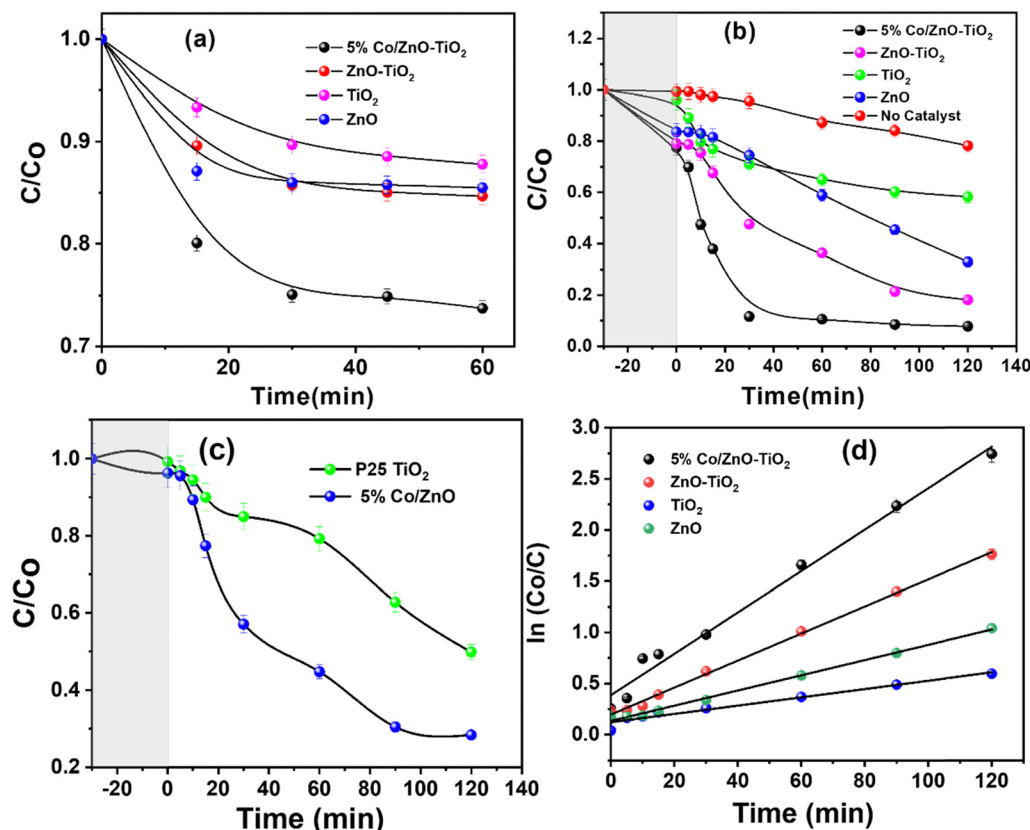 (a)
5% Co/ZnO-TiO₂
ZnO-TiO₂
TiO₂
ZnO
1.0
0.9
0.8
0.7
C/Co
0 20 40 60
Time(min)
(b)
5% Co/ZnO-TiO₂
ZnO-TiO₂
TiO₂
ZnO
No Catalyst
1.2
1.0
0.8
0.6
0.4
0.2
0.0
C/Co
-20 0 20 40 60 80 100 120 140
Time(min)
(c)
P25 TiO₂
5% Co/ZnO
1.0
0.8
0.6
0.4
0.2
C/Co
-20 0 20 40 60 80 100 120 140
Time (min)
(d)
5% Co/ZnO-TiO₂
ZnO-TiO₂
TiO₂
ZnO
3.0
2.5
2.0
1.5
1.0
0.5
0.0
ln (Co/C)
0 20 40 60 80 100 120
Time (min)